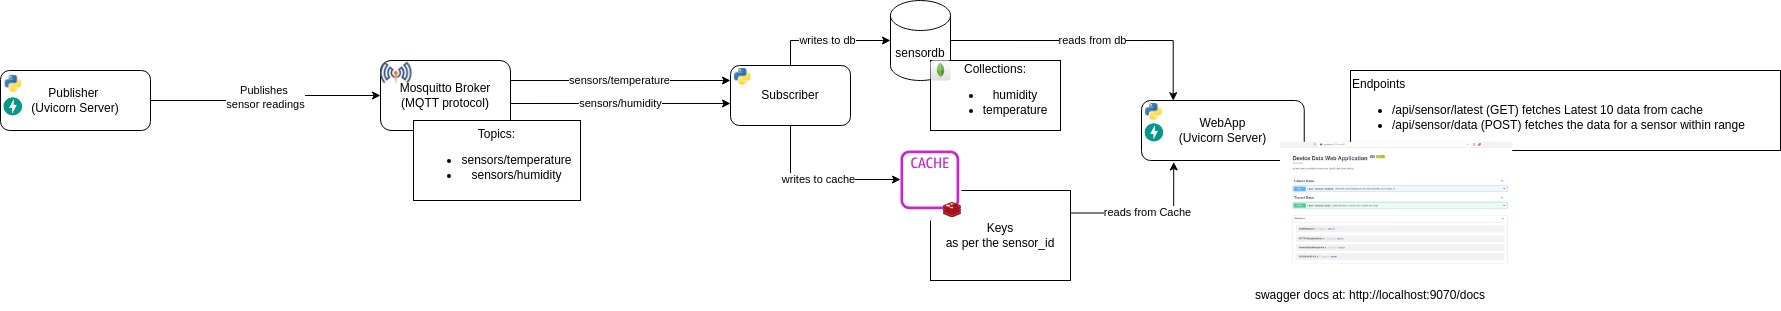 Publisher
(Uvicorn Server)
Publishes
sensor readings
Mosquitto Broker
(MQTT protocol)
Topics:
sensors/temperature
sensors/humidity
sensors/temperature
sensors/humidity
Subscriber
writes to db
sensordb
Collections:
humidity
temperature
writes to cache
CACHE
Keys
as per the sensor_id
reads from db
reads from Cache
WebApp
(Uvicorn Server)
Endpoints
/api/sensor/latest (GET) fetches Latest 10 data from cache
/api/sensor/data (POST) fetches the data for a sensor within range
Device Data Web Application
Latest Data
Schemas
swagger docs at: http://localhost:9070/docs